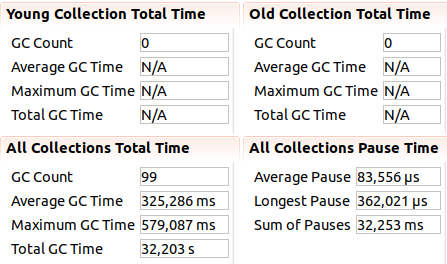 Young Collection Total Time
GC Count 0
Average GC Time N/A
Maximum GC Time N/A
Total GC Time N/A
Old Collection Total Time
GC Count 0
Average GC Time N/A
Maximum GC Time N/A
Total GC Time N/A
All Collections Total Time
GC Count 99
Average GC Time 325,286 ms
Maximum GC Time 579,087 ms
Total GC Time 32,203 s
All Collections Pause Time
Average Pause 83,556 µs
Longest Pause 362,021 µs
Sum of Pauses 32,253 ms